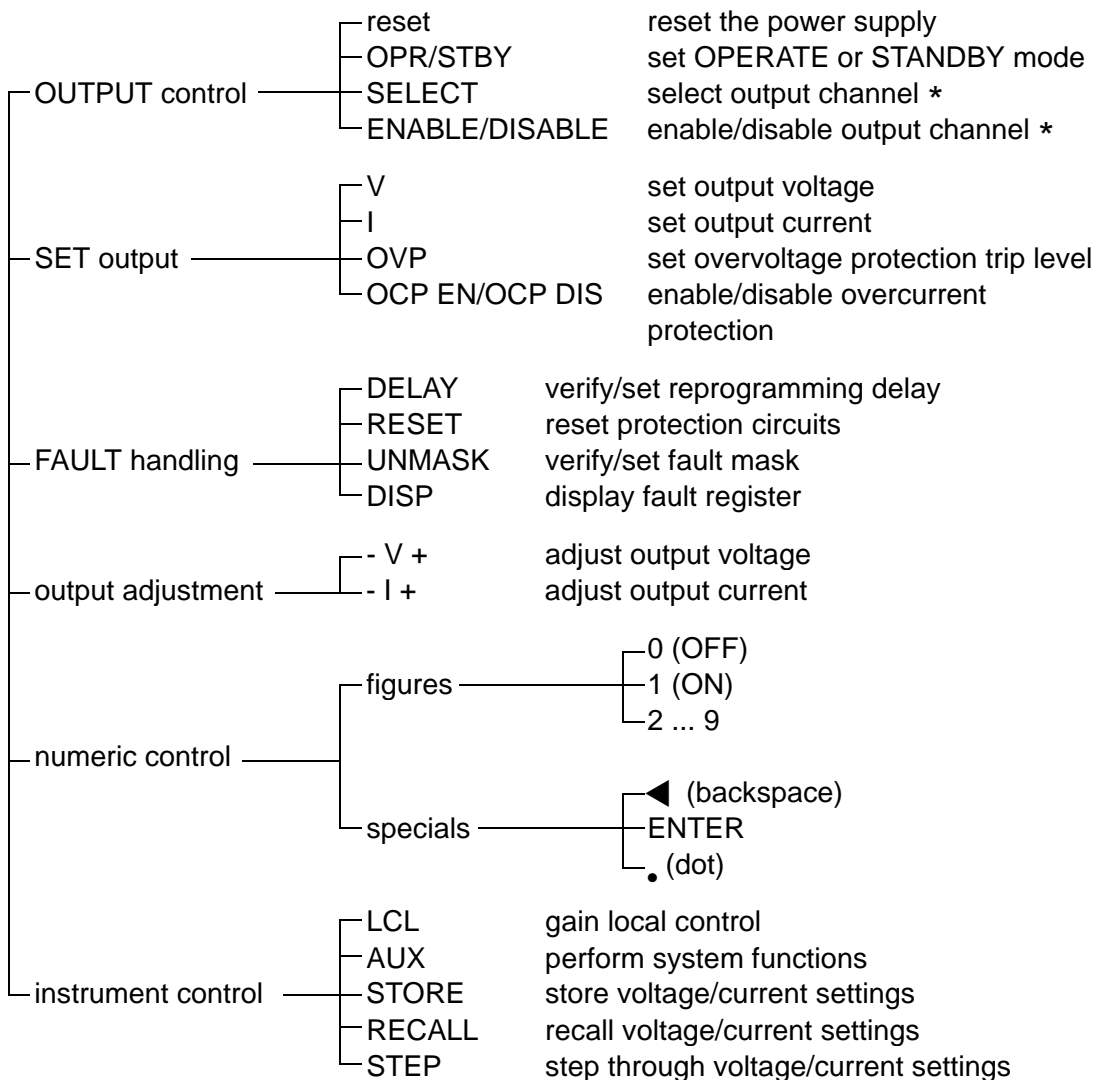 reset reset the power supply
OPR/STBY set OPERATE or STANDBY mode
OUTPUT control SELECT select output channel *
ENABLE/DISABLE enable/disable output channel *
V set output voltage
I set output current
SET output OVP set overvoltage protection trip level
OCP EN/OCP DIS enable/disable overcurrent
protection
DELAY verify/set reprogramming delay
RESET reset protection circuits
FAULT handling UNMASK verify/set fault mask
DISP display fault register
- V + adjust output voltage
output adjustment - I + adjust output current
0 (OFF)
figures 1 (ON)
2 ... 9
numeric control
◀ (backspace)
specials ENTER
. (dot)
LCL gain local control
AUX perform system functions
instrument control STORE store voltage/current settings
RECALL recall voltage/current settings
STEP step through voltage/current settings